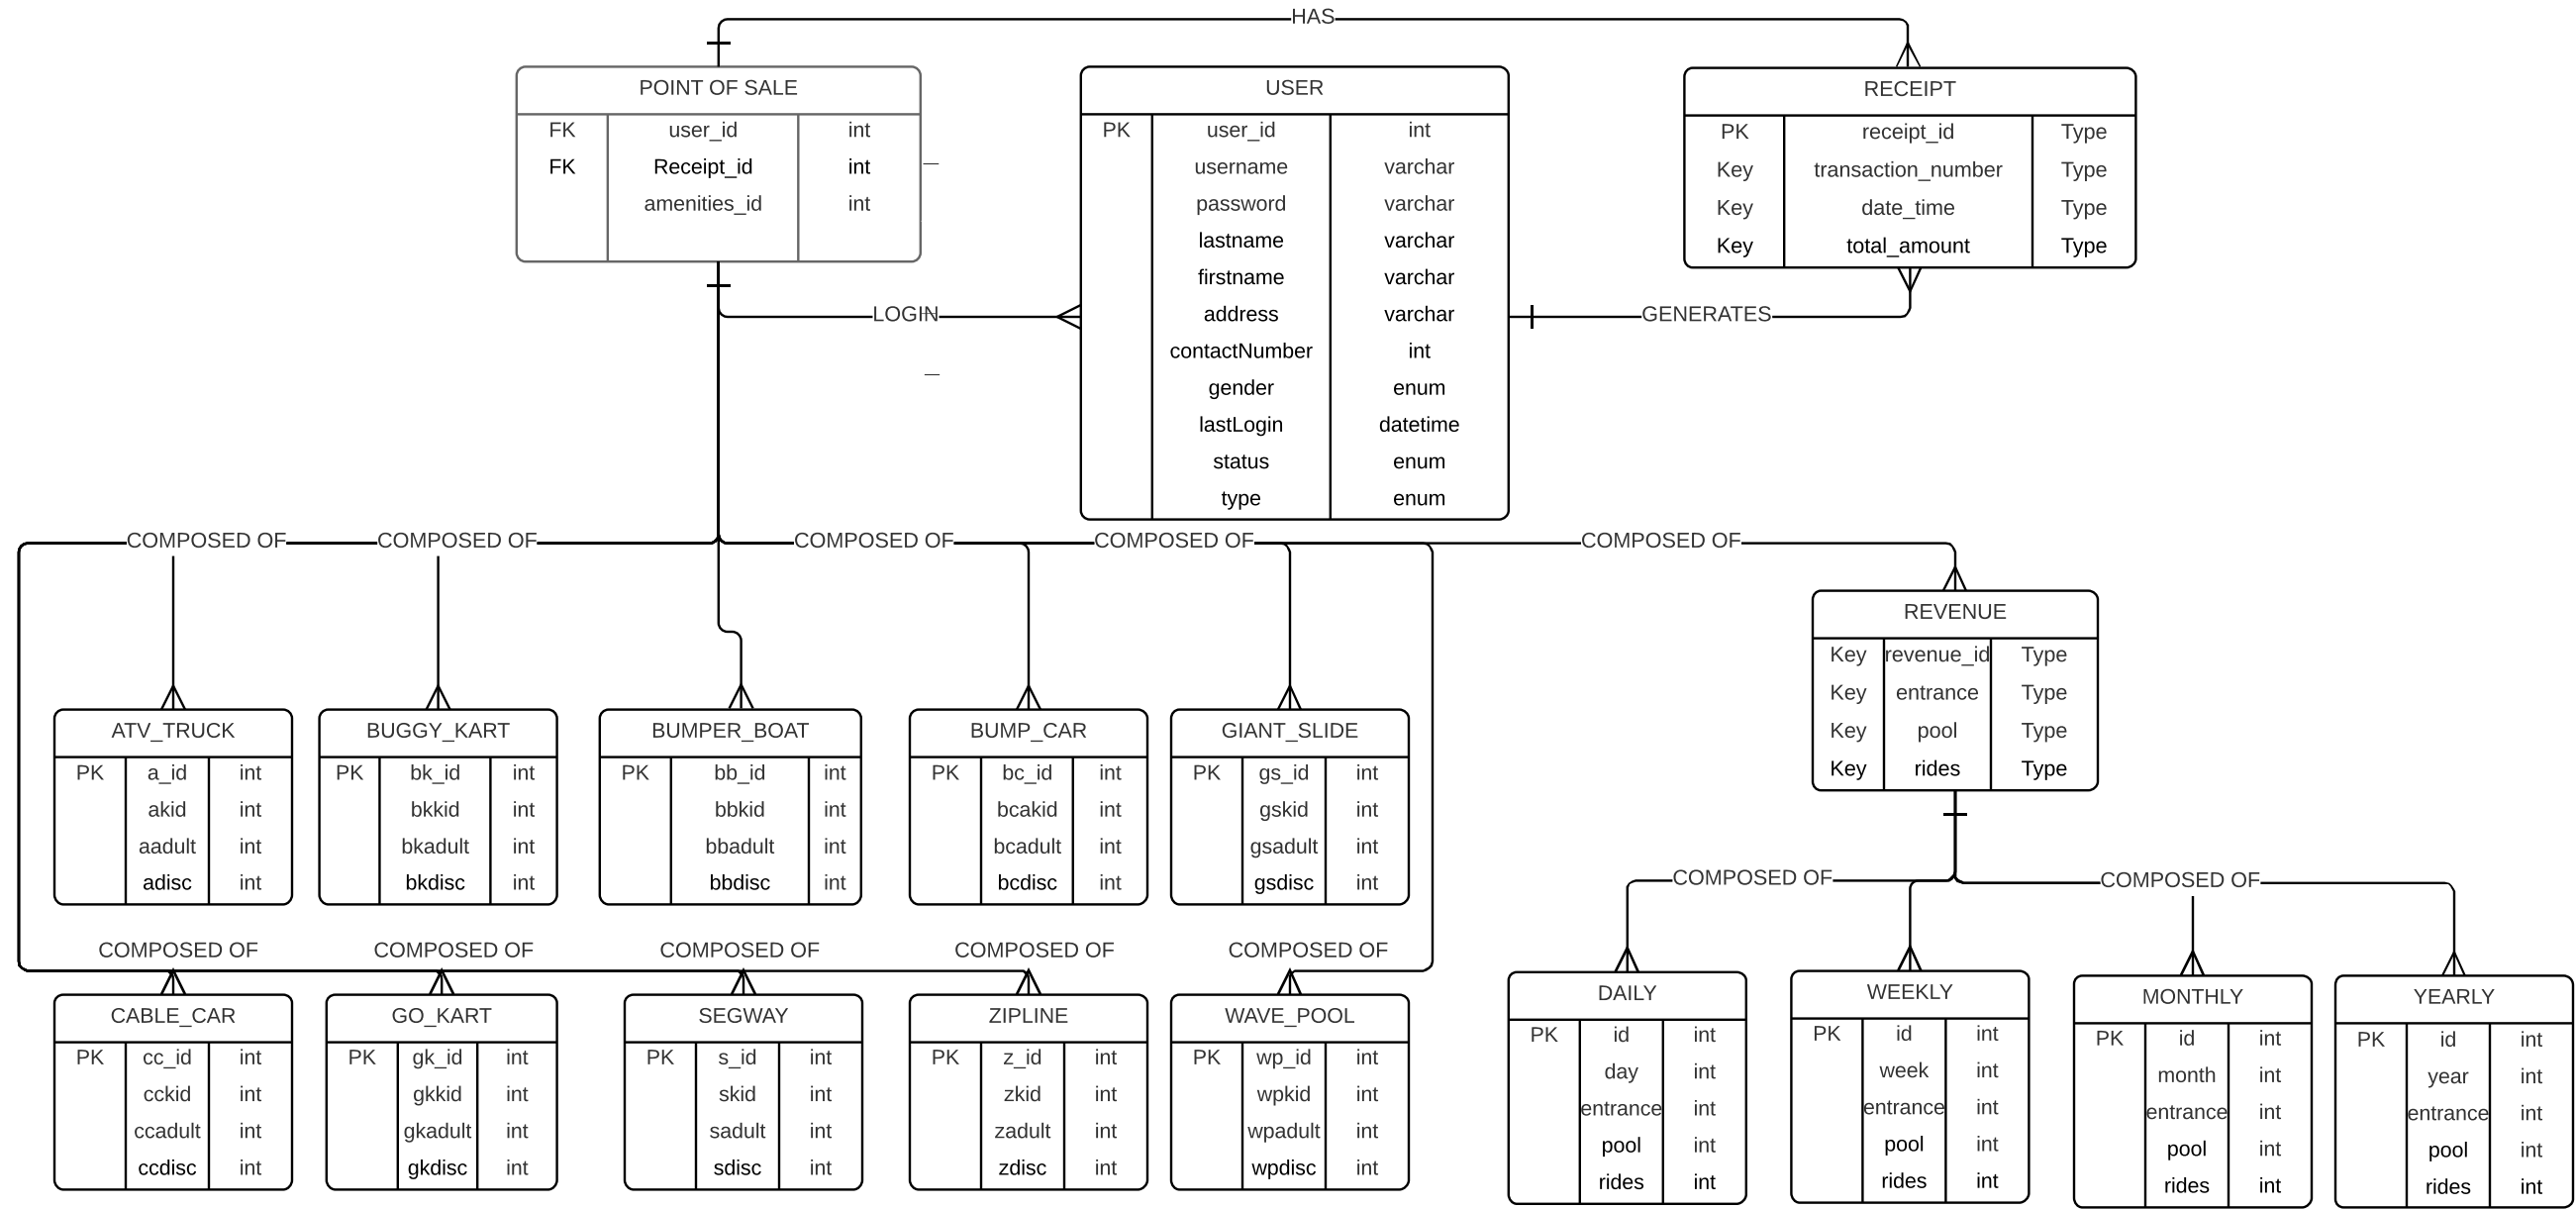 HAS
POINT OF SALE
FK user_id int
FK Receipt_id int
amenities_id int
USER
PK user_id int
username varchar
password varchar
lastname varchar
firstname varchar
address varchar
contactNumber int
gender enum
lastLogin datetime
status enum
type enum
RECEIPT
PK receipt_id Type
Key transaction_number Type
Key date_time Type
Key total_amount Type
LOGIN
GENERATES
COMPOSED OF
COMPOSED OF
COMPOSED OF
COMPOSED OF
COMPOSED OF
REVENUE
Key revenue_id Type
Key entrance Type
Key pool Type
Key rides Type
ATV_TRUCK
PK a_id int
akid int
aadult int
adisc int
BUGGY_KART
PK bk_id int
bkkid int
bkadult int
bkdisc int
BUMPER_BOAT
PK bb_id int
bbkid int
bbadult int
bbdisc int
BUMP_CAR
PK bc_id int
bcakid int
bcadult int
bcdisc int
GIANT_SLIDE
PK gs_id int
gskid int
gsadult int
gsdisc int
COMPOSED OF
COMPOSED OF
COMPOSED OF
COMPOSED OF
COMPOSED OF
COMPOSED OF
COMPOSED OF
CABLE_CAR
PK cc_id int
cckid int
ccadult int
ccdisc int
GO_KART
PK gk_id int
gkkid int
gkadult int
gkdisc int
SEGWAY
PK s_id int
skid int
sadult int
sdisc int
ZIPLINE
PK z_id int
zkid int
zadult int
zdisc int
WAVE_POOL
PK wp_id int
wpkid int
wpadult int
wpdisc int
DAILY
PK id int
day int
entrance int
pool int
rides int
WEEKLY
PK id int
week int
entrance int
pool int
rides int
MONTHLY
PK id int
month int
entrance int
pool int
rides int
YEARLY
PK id int
year int
entrance int
pool int
rides int